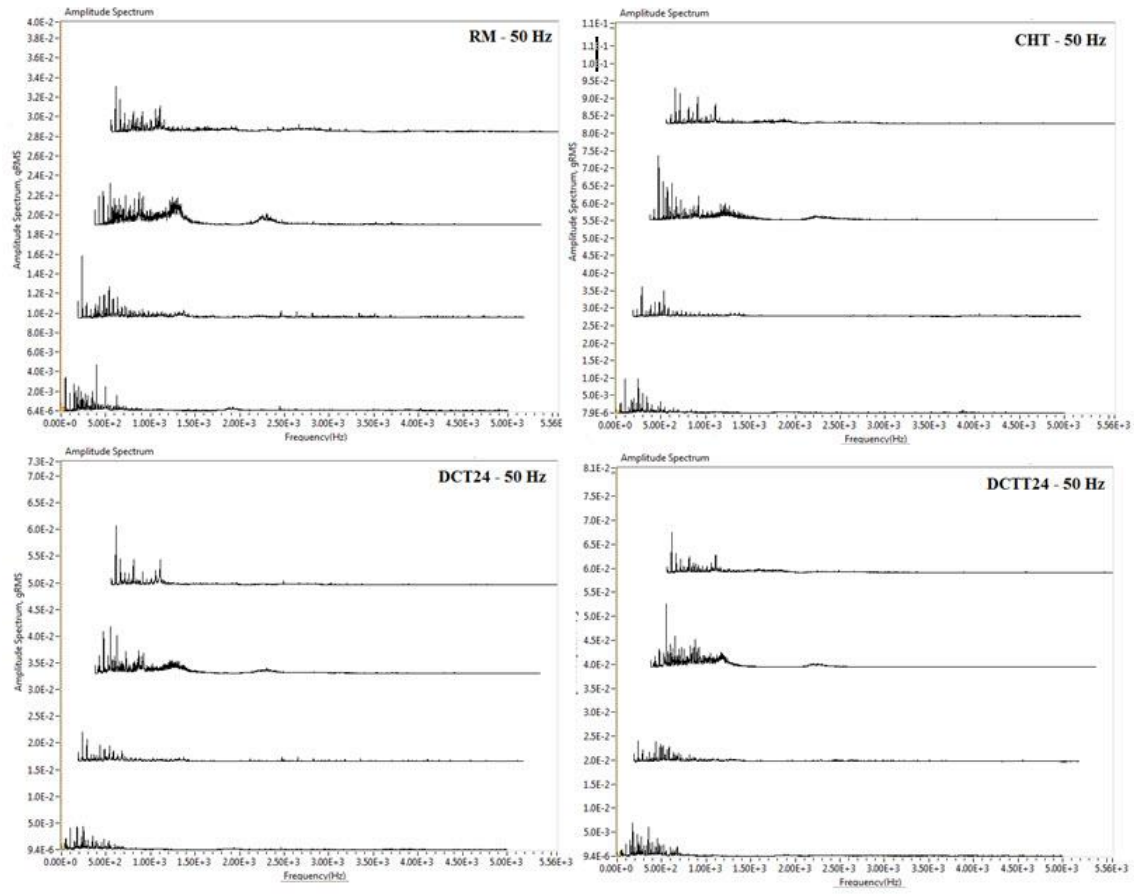 Amplitude Spectrum
RM - 50 Hz
4.0E-2
3.8E-2
3.6E-2
3.4E-2
3.2E-2
3.0E-2
2.8E-2
2.6E-2
2.4E-2
2.2E-2
2.0E-2
1.8E-2
1.6E-2
1.4E-2
1.2E-2
1.0E-2
8.0E-3
6.0E-3
4.0E-3
2.0E-3
6.4E-6
Amplitude Spectrum, gRMS
0.00E+0 5.00E+2 1.00E+3 1.50E+3 2.00E+3 2.50E+3 3.00E+3 3.50E+3 4.00E+3 4.50E+3 5.00E+3 5.56E+3
Frequency(Hz)
Amplitude Spectrum
CHT - 50 Hz
1.1E-1
1.1E-1
1.0E-1
9.5E-2
9.0E-2
8.5E-2
8.0E-2
7.5E-2
7.0E-2
6.5E-2
6.0E-2
5.5E-2
5.0E-2
4.5E-2
4.0E-2
3.5E-2
3.0E-2
2.5E-2
2.0E-2
1.5E-2
1.0E-2
5.0E-3
7.9E-6
Amplitude Spectrum, gRMS
0.00E+0 5.00E+2 1.00E+3 1.50E+3 2.00E+3 2.50E+3 3.00E+3 3.50E+3 4.00E+3 4.50E+3 5.00E+3 5.56E+3
Frequency(Hz)
Amplitude Spectrum
DCT24 - 50 Hz
7.3E-2
7.0E-2
6.5E-2
6.0E-2
5.5E-2
5.0E-2
4.5E-2
4.0E-2
3.5E-2
3.0E-2
2.5E-2
2.0E-2
1.5E-2
1.0E-2
5.0E-3
9.4E-6
Amplitude Spectrum, gRMS
0.00E+0 5.00E+2 1.00E+3 1.50E+3 2.00E+3 2.50E+3 3.00E+3 3.50E+3 4.00E+3 4.50E+3 5.00E+3 5.56E+3
Frequency(Hz)
Amplitude Spectrum
DCTT24 - 50 Hz
8.1E-2
7.5E-2
7.0E-2
6.5E-2
6.0E-2
5.5E-2
5.0E-2
4.5E-2
4.0E-2
3.5E-2
3.0E-2
2.5E-2
2.0E-2
1.5E-2
1.0E-2
5.0E-3
9.4E-6
0.00E+0 5.00E+2 1.00E+3 1.50E+3 2.00E+3 2.50E+3 3.00E+3 3.50E+3 4.00E+3 4.50E+3 5.00E+3 5.56E+3
Frequency(Hz)